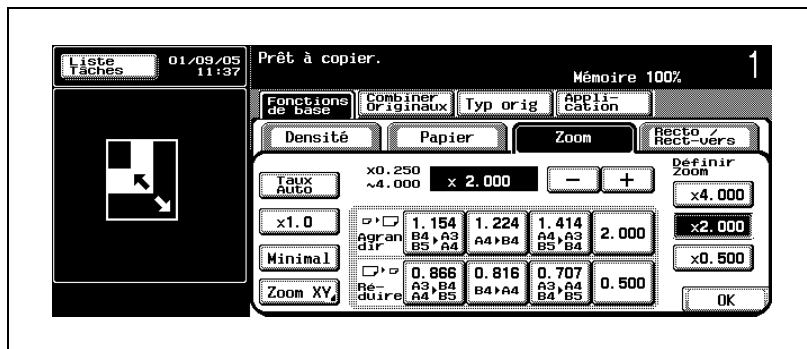 Liste
Tâches
01/09/05
11:37
Prêt à copier.
Mémoire 100%
1
Fonctions
de base
Combiner
Originaux
Typ orig
Appli-
cation
Densité
Papier
Zoom
Recto /
Rect-vers
Taux
Auto
x0.250
~4.000
x 2.000
−
+
Définir
Zoom
x4.000
x1.0
Agran
dir
1.154
B4▸A3
B5▸A4
1.224
A4▸B4
1.414
A4▸A3
B5▸B4
2.000
x2.000
Minimal
x0.500
Zoom XY
Ré-
duire
0.866
A3▸B4
A4▸B5
0.816
B4▸A4
0.707
A3▸A4
B4▸B5
0.500
OK